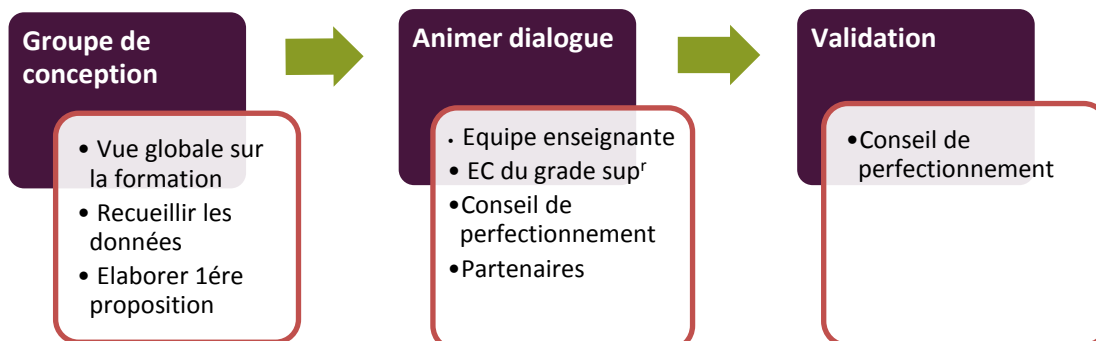 Groupe de
conception
• Vue globale sur
la formation
• Recueillir les
données
• Elaborer 1ére
proposition
Animer dialogue
. Equipe enseignante
• EC du grade supʳ
•Conseil de
perfectionnement
•Partenaires
Validation
•Conseil de
perfectionnement